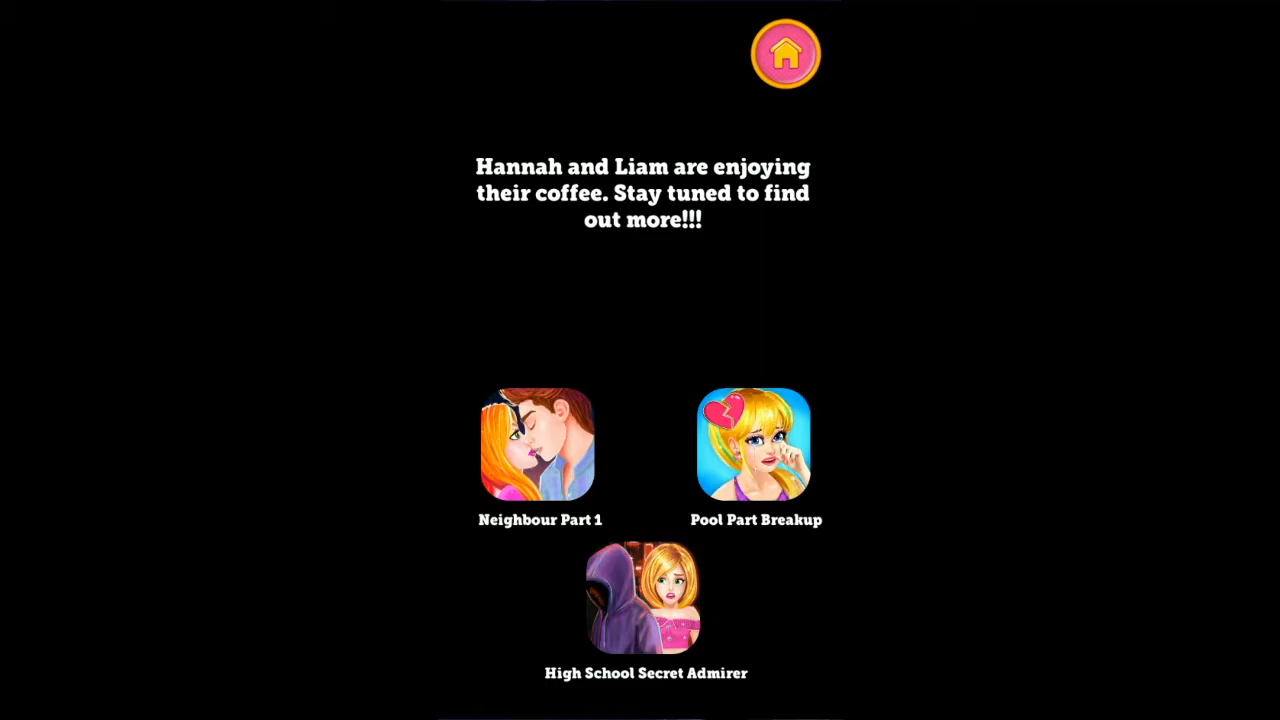 Hannah and Liam are enjoying
their coffee. Stay tuned to find
out more!!!
Neighbour Part 1
Pool Part Breakup
High School Secret Admirer